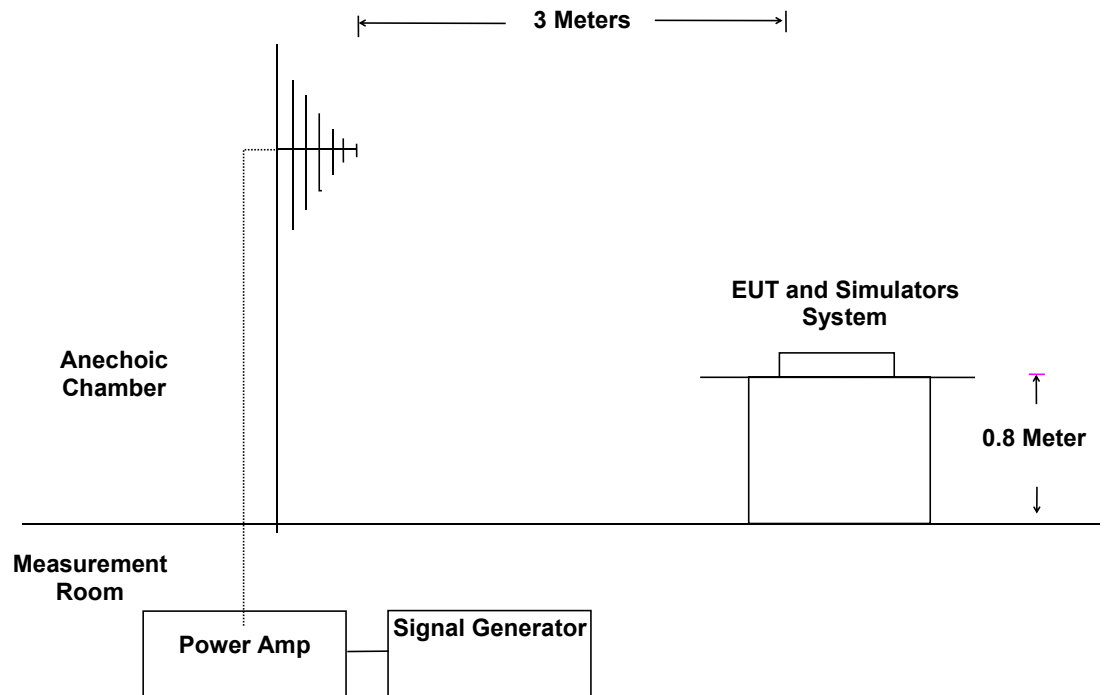 3 Meters
EUT and Simulators
System
Anechoic
Chamber
0.8 Meter
Measurement
Room
Power Amp
Signal Generator